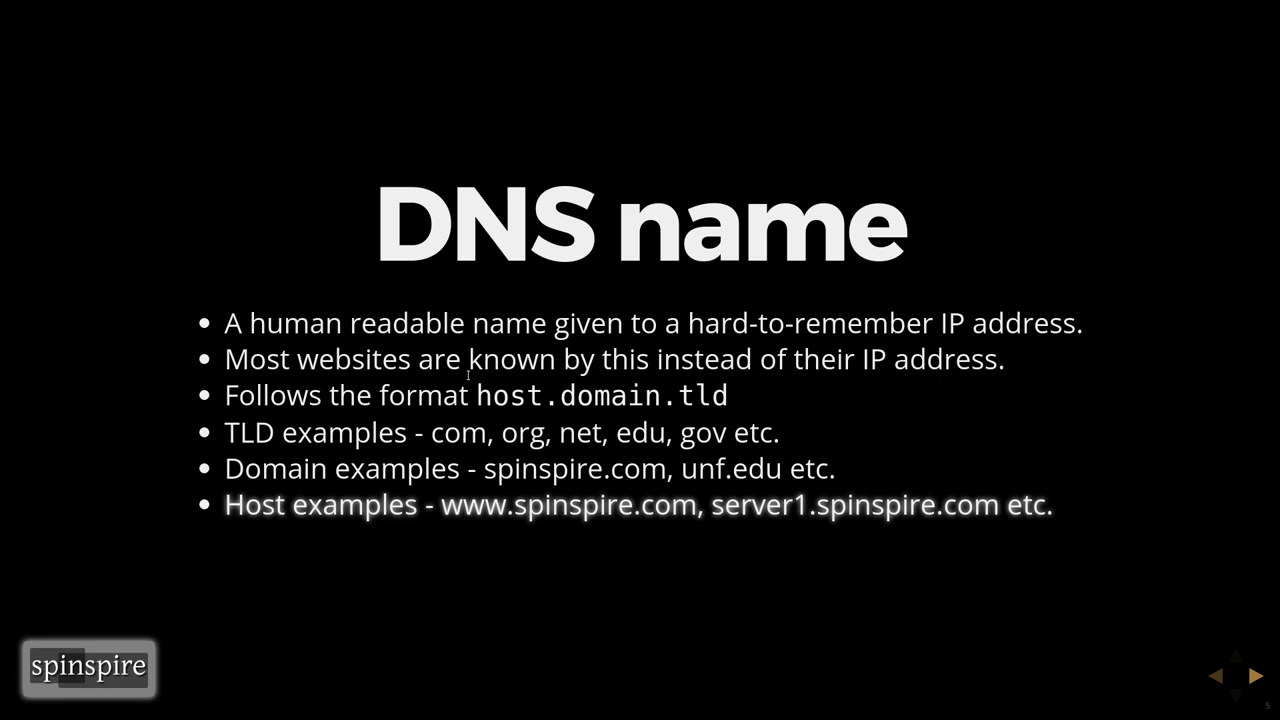 DNS name
A human readable name given to a hard-to-remember IP address.
Most websites are known by this instead of their IP address.
Follows the format host.domain.tld
TLD examples - com, org, net, edu, gov etc.
Domain examples - spinspire.com, unf.edu etc.
Host examples - www.spinspire.com, server1.spinspire.com etc.
spinspire
5